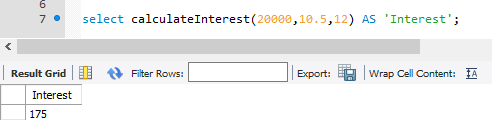 6
7 select calculateInterest(20000,10.5,12) AS 'Interest';
Result Grid Filter Rows: Export: Wrap Cell Content: IA
Interest
175